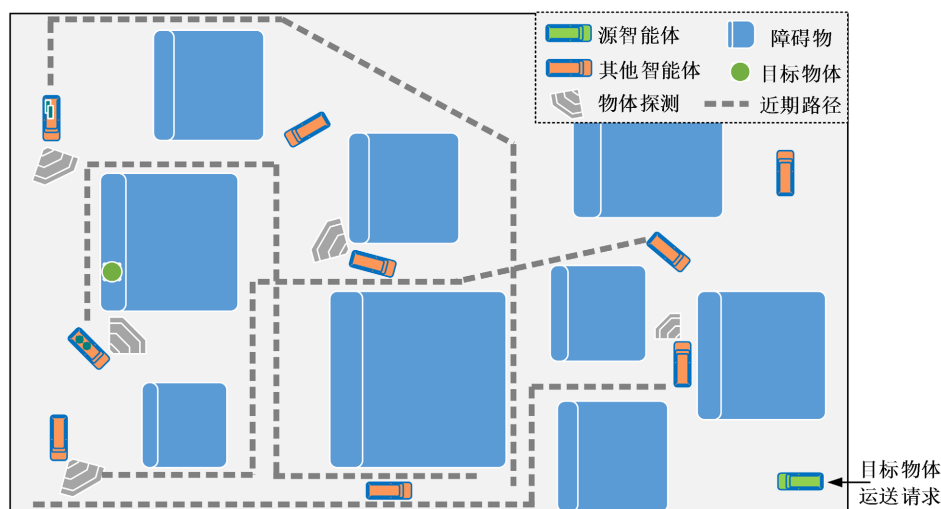 源智能体
障碍物
其他智能体
目标物体
物体探测
近期路径
目标物体
运送请求